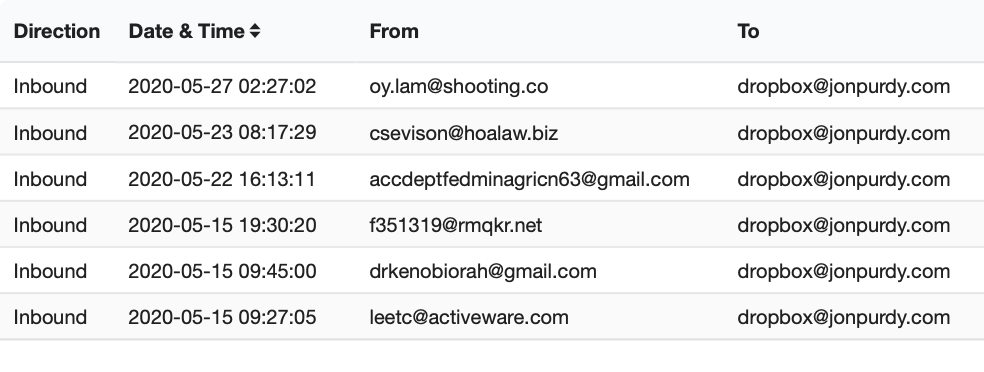 Direction Date & Time From To
Inbound 2020-05-27 02:27:02 oy.lam@shooting.co dropbox@jonpurdy.com
Inbound 2020-05-23 08:17:29 csevison@hoalaw.biz dropbox@jonpurdy.com
Inbound 2020-05-22 16:13:11 accdeptfedminagricn63@gmail.com dropbox@jonpurdy.com
Inbound 2020-05-15 19:30:20 f351319@rmqkr.net dropbox@jonpurdy.com
Inbound 2020-05-15 09:45:00 drkenobiorah@gmail.com dropbox@jonpurdy.com
Inbound 2020-05-15 09:27:05 leetc@activeware.com dropbox@jonpurdy.com